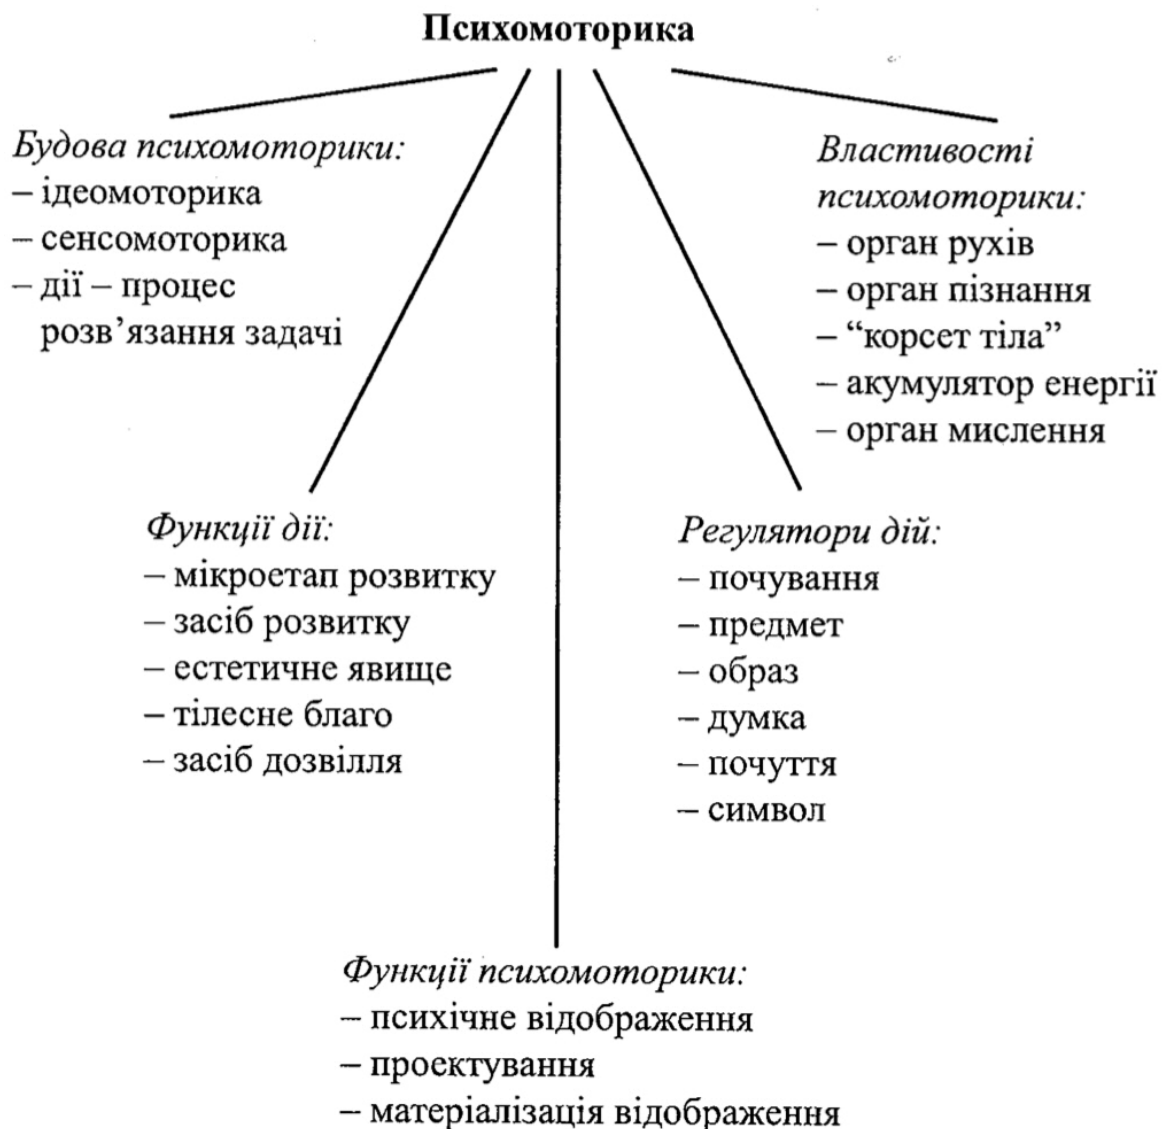 Психомоторика
Будова психомоторики:
– ідеомоторика
– сенсомоторика
– дії – процес
розв’язання задачі
Властивості
психомоторики:
– орган рухів
– орган пізнання
– “корсет тіла”
– акумулятор енергії
– орган мислення
Функції дії:
– мікроетап розвитку
– засіб розвитку
– естетичне явище
– тілесне благо
– засіб дозвілля
Регулятори дій:
– почування
– предмет
– образ
– думка
– почуття
– символ
Функції психомоторики:
– психічне відображення
– проектування
– матеріалізація відображення